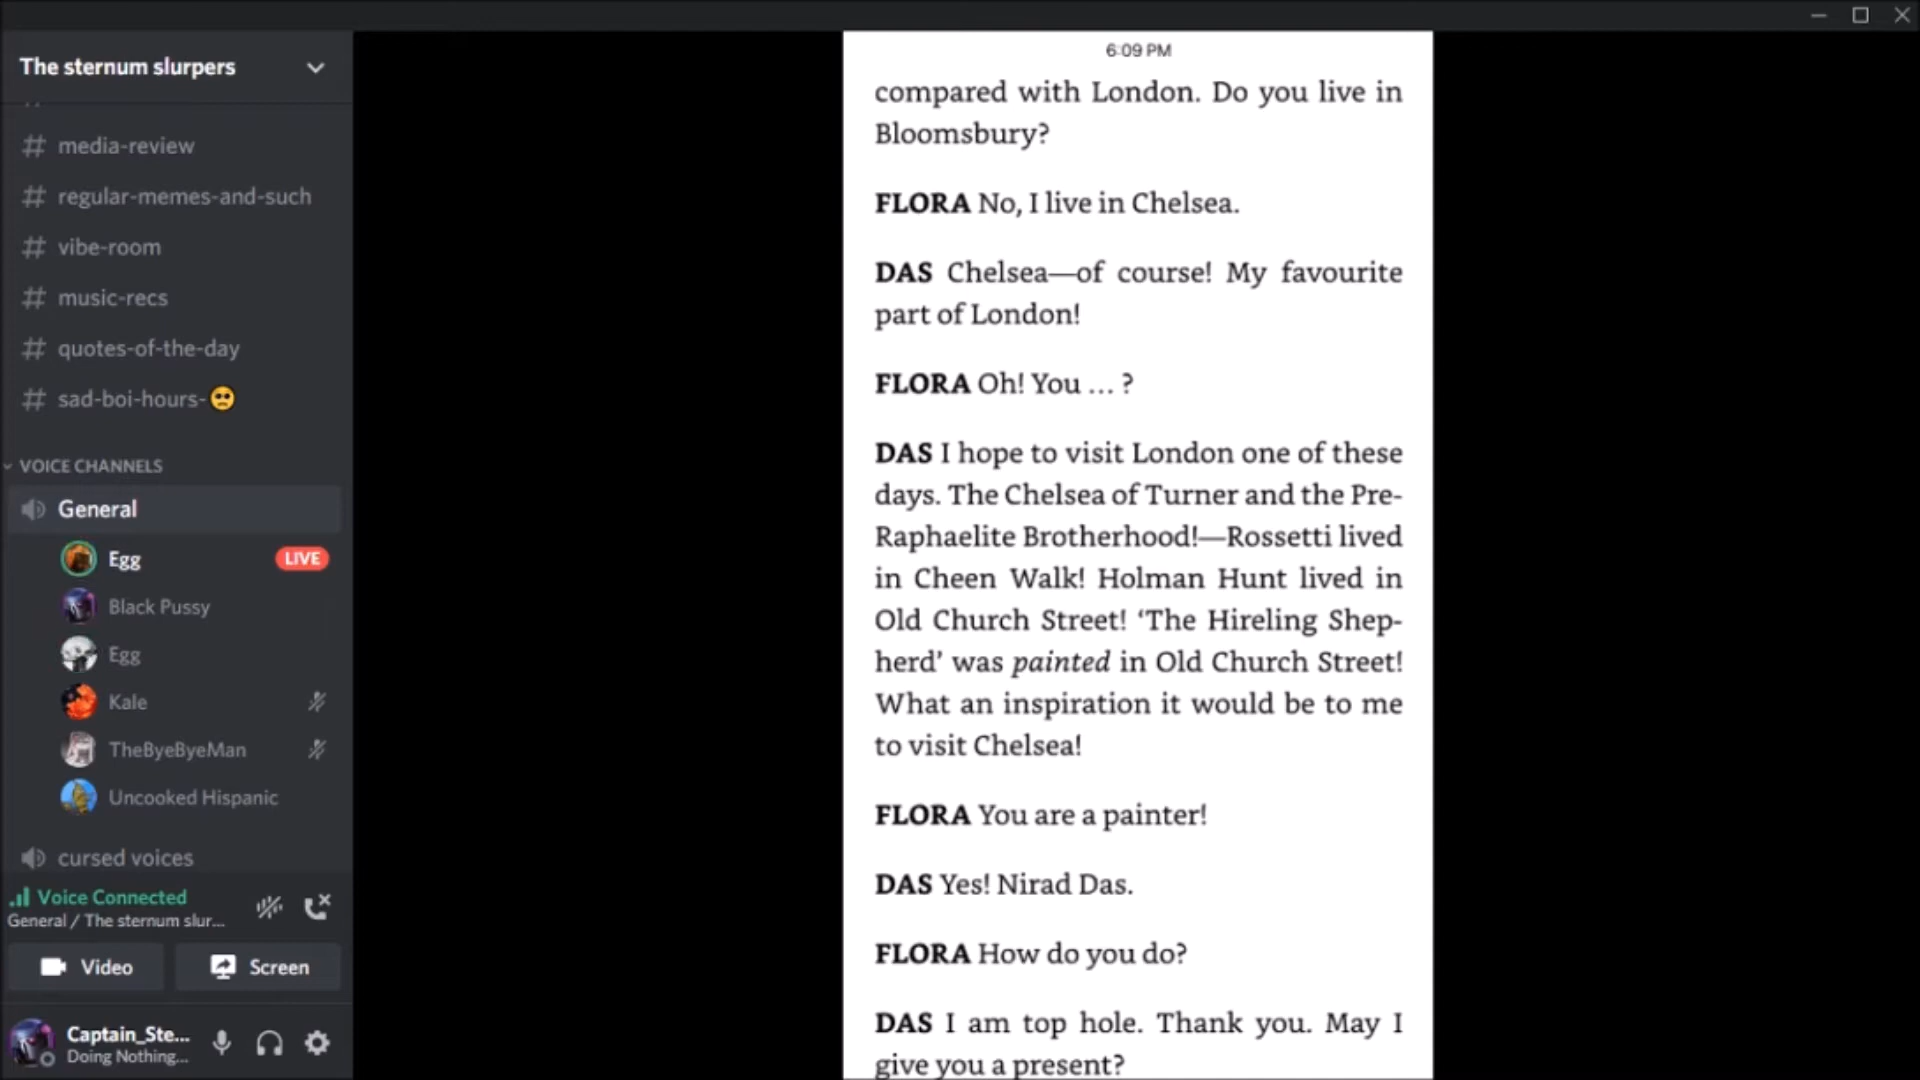 The sternum slurpers
# media-review
# regular-memes-and-such
# vibe-room
# music-recs
# quotes-of-the-day
# sad-boi-hours-🥺
VOICE CHANNELS
General
Egg LIVE
Black Pussy
Egg
Kale
TheByeByeMan
Uncooked Hispanic
cursed voices
Voice Connected
General / The sternum slur...
Video Screen
Captain_Ste...
Doing Nothing...
6:09 PM
compared with London. Do you live in
Bloomsbury?
FLORA No, I live in Chelsea.
DAS Chelsea—of course! My favourite
part of London!
FLORA Oh! You … ?
DAS I hope to visit London one of these
days. The Chelsea of Turner and the Pre-
Raphaelite Brotherhood!—Rossetti lived
in Cheen Walk! Holman Hunt lived in
Old Church Street! ‘The Hireling Shep-
herd’ was painted in Old Church Street!
What an inspiration it would be to me
to visit Chelsea!
FLORA You are a painter!
DAS Yes! Nirad Das.
FLORA How do you do?
DAS I am top hole. Thank you. May I
give you a present?